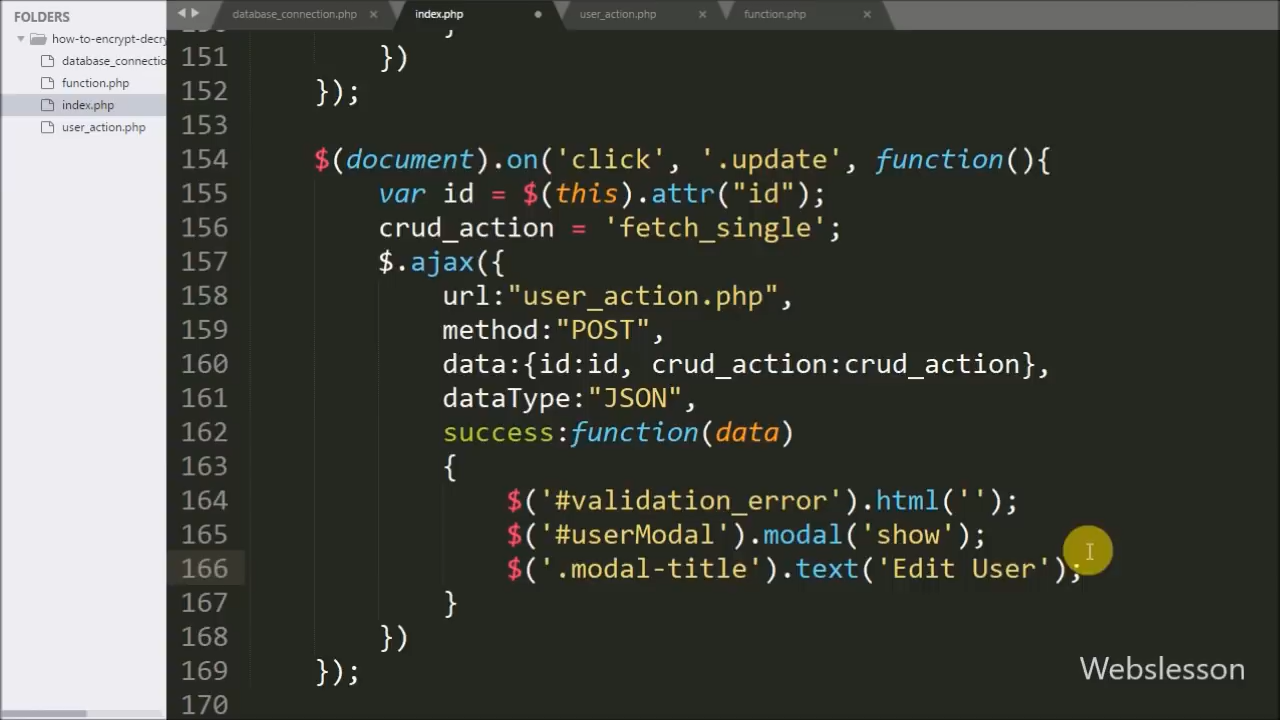 FOLDERS
how-to-encrypt-decry
database_connectio
function.php
index.php
user_action.php
database_connection.php × index.php user_action.php × function.php ×
151 })
152 });
153
154 $(document).on('click', '.update', function(){
155 var id = $(this).attr("id");
156 crud_action = 'fetch_single';
157 $.ajax({
158 url:"user_action.php",
159 method:"POST",
160 data:{id:id, crud_action:crud_action},
161 dataType:"JSON",
162 success:function(data)
163 {
164 $('#validation_error').html('');
165 $('#userModal').modal('show');
166 $('.modal-title').text('Edit User');
167 }
168 })
169 });
170
Webslesson